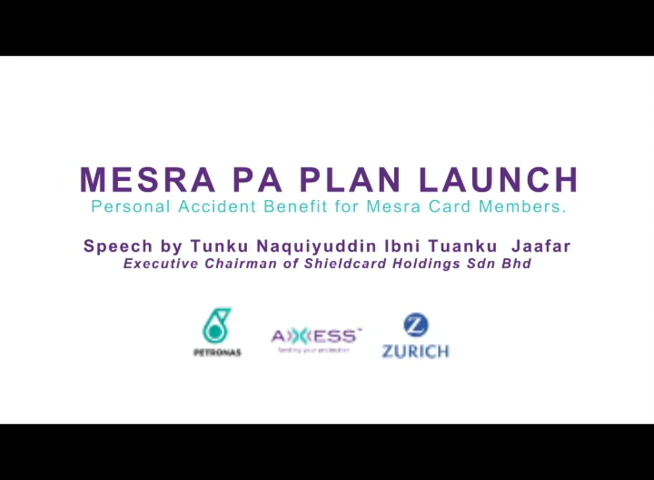 MESRA PA PLAN LAUNCH
Personal Accident Benefit for Mesra Card Members.
Speech by Tunku Naquiyuddin Ibni Tuanku Jaafar
Executive Chairman of Shieldcard Holdings Sdn Bhd
PETRONAS
AXXESS™
ZURICH